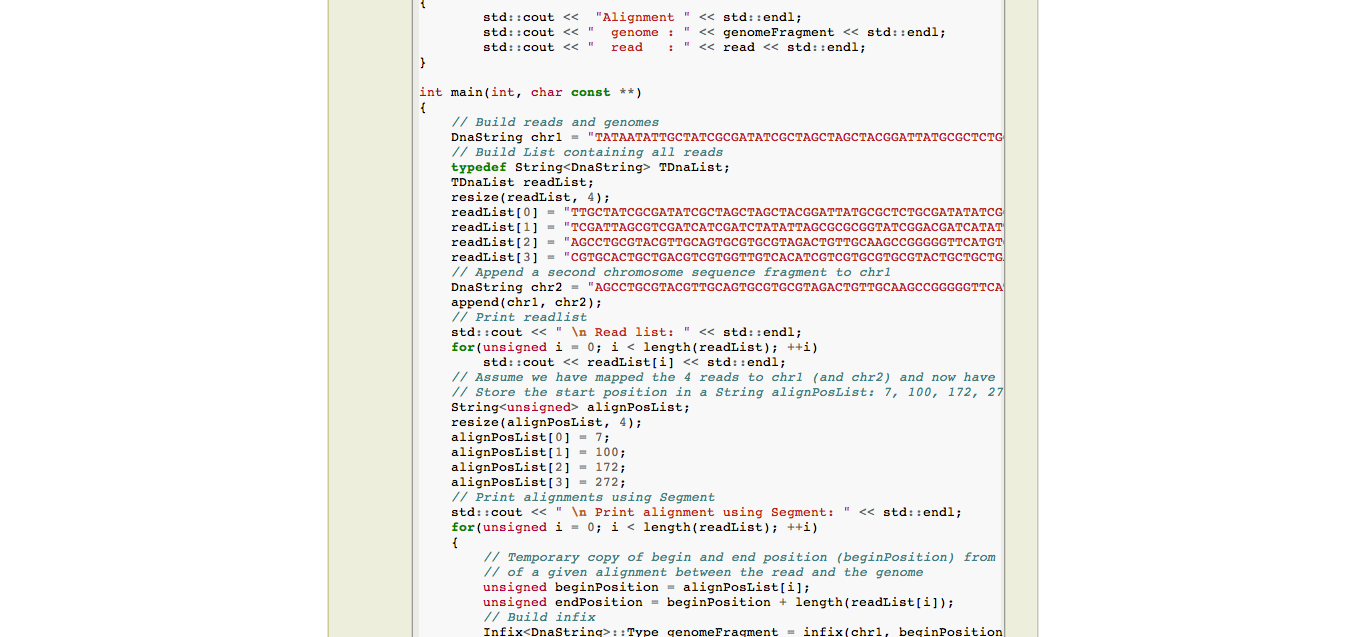 {
std::cout << "Alignment " << std::endl;
std::cout << " genome : " << genomeFragment << std::endl;
std::cout << " read : " << read << std::endl;
}
int main(int, char const **)
{
// Build reads and genomes
DnaString chr1 = "TATAATATTGCTATCGCGATATCGCTAGCTAGCTACGGATTATGCGCTCTG
// Build List containing all reads
typedef String<DnaString> TDnaList;
TDnaList readList;
resize(readList, 4);
readList[0] = "TTGCTATCGCGATATCGCTAGCTAGCTACGGATTATGCGCTCTGCGATATATCG
readList[1] = "TCGATTAGCGTCGATCATCGATCTATATTAGCGCGCGGTATCGGACGATCATAT
readList[2] = "AGCCTGCGTACGTTGCAGTGCGTGCGTAGACTGTTGCAAGCCGGGGGTTCATGT
readList[3] = "CGTGCACTGCTGACGTCGTGGTTGTCACATCGTCGTGCGTGCGTACTGCTGCTG
// Append a second chromosome sequence fragment to chr1
DnaString chr2 = "AGCCTGCGTACGTTGCAGTGCGTGCGTAGACTGTTGCAAGCCGGGGGTTCA
append(chr1, chr2);
// Print readlist
std::cout << " \n Read list: " << std::endl;
for(unsigned i = 0; i < length(readList); ++i)
std::cout << readList[i] << std::endl;
// Assume we have mapped the 4 reads to chr1 (and chr2) and now have
// Store the start position in a String alignPosList: 7, 100, 172, 27
String<unsigned> alignPosList;
resize(alignPosList, 4);
alignPosList[0] = 7;
alignPosList[1] = 100;
alignPosList[2] = 172;
alignPosList[3] = 272;
// Print alignments using Segment
std::cout << " \n Print alignment using Segment: " << std::endl;
for(unsigned i = 0; i < length(readList); ++i)
{
// Temporary copy of begin and end position (beginPosition) from
// of a given alignment between the read and the genome
unsigned beginPosition = alignPosList[i];
unsigned endPosition = beginPosition + length(readList[i]);
// Build infix
Infix<DnaString>::Type genomeFragment = infix(chr1, beginPosition